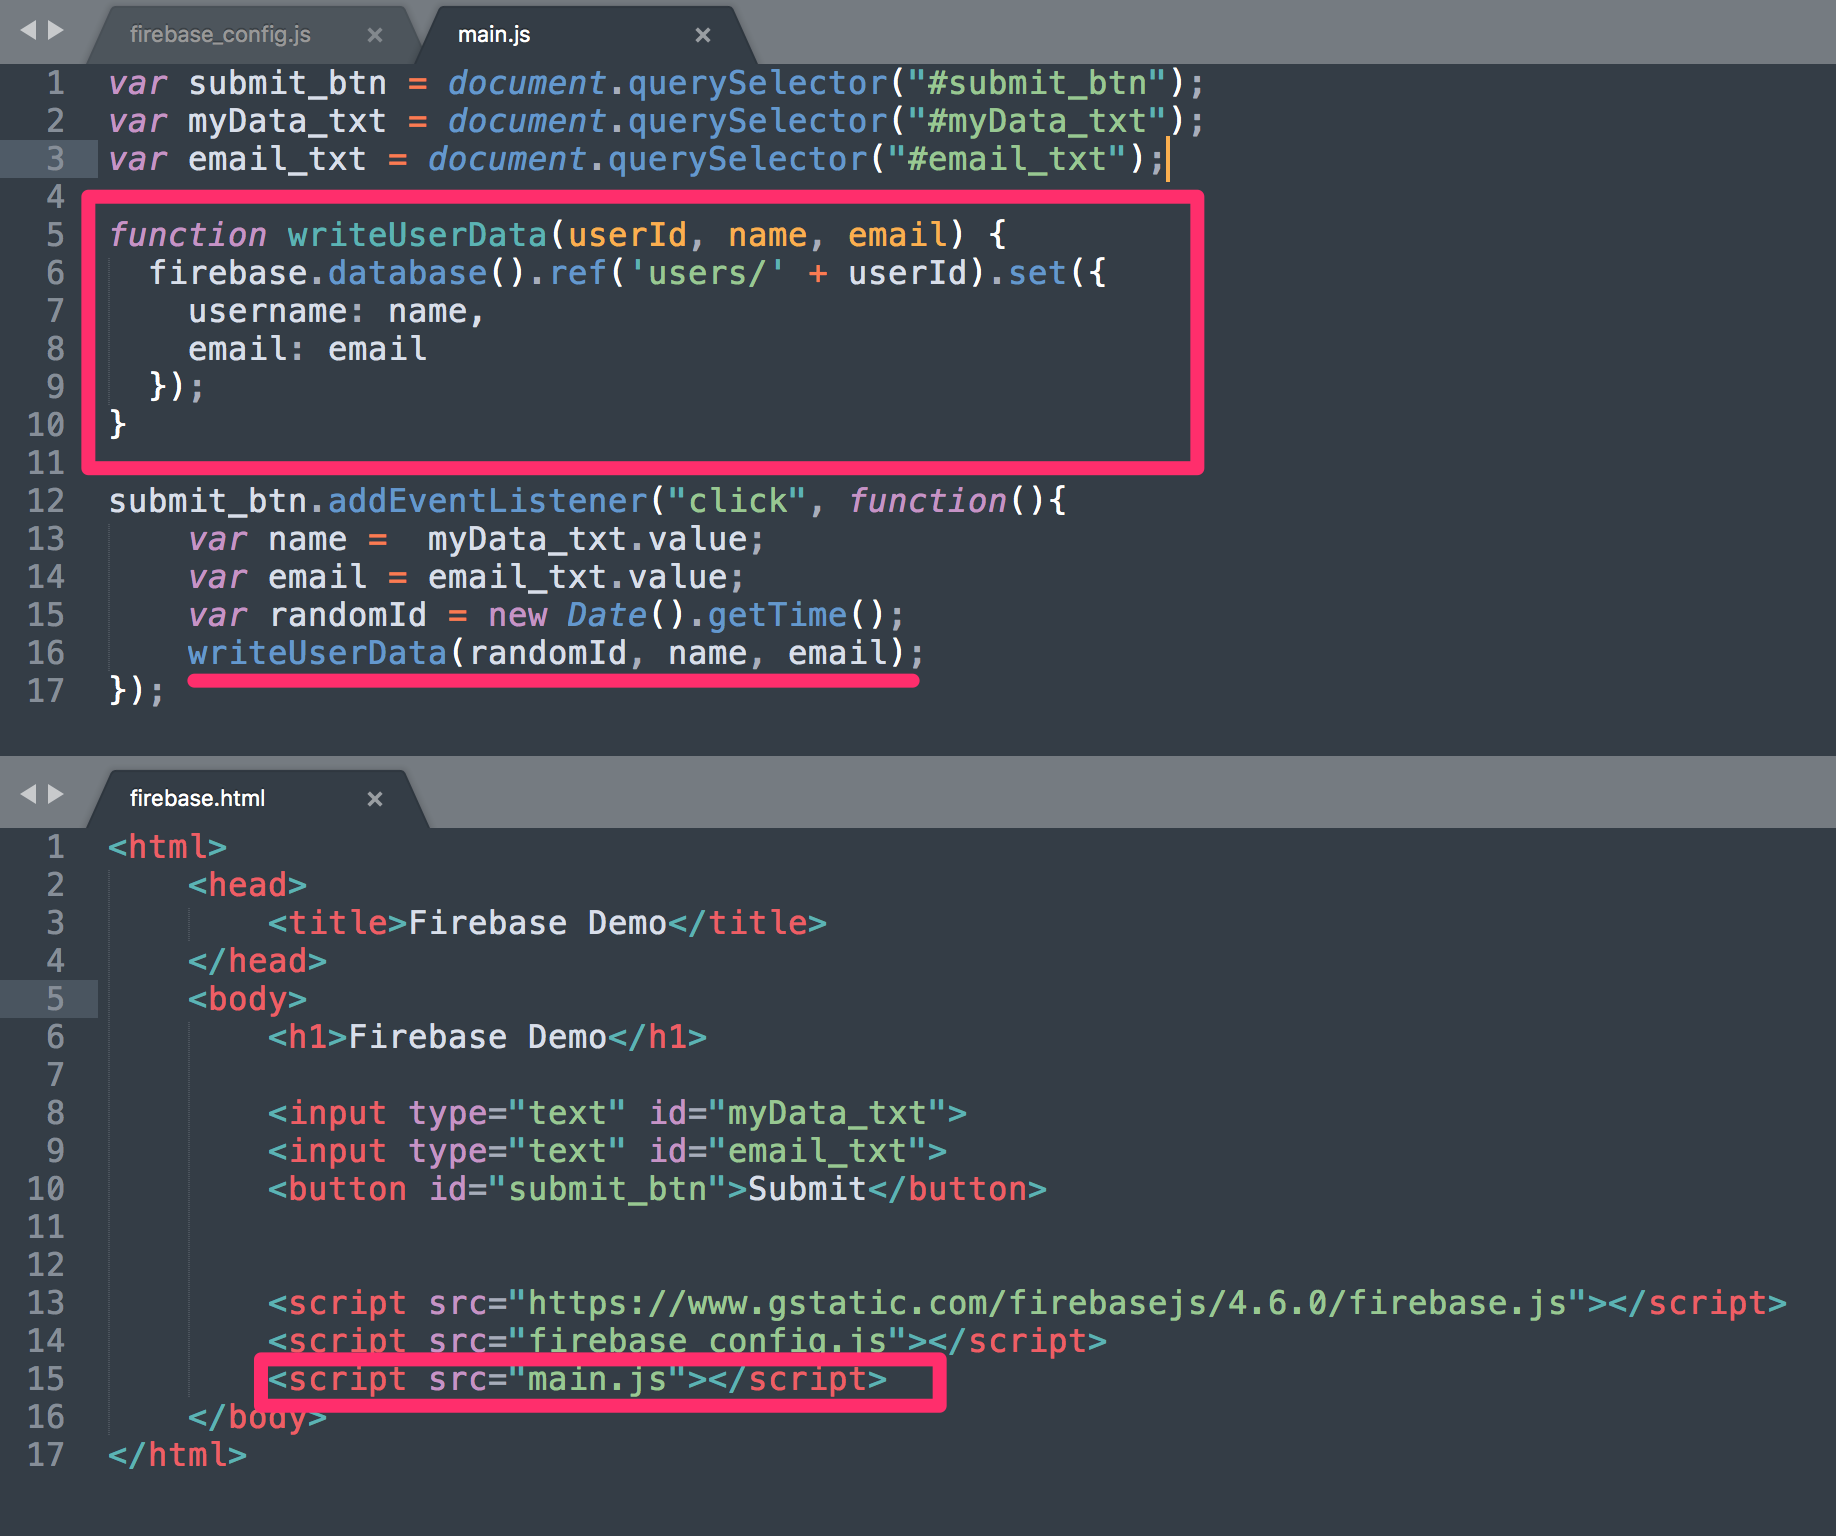 firebase_config.js × main.js ×
1 var submit_btn = document.querySelector("#submit_btn");
2 var myData_txt = document.querySelector("#myData_txt");
3 var email_txt = document.querySelector("#email_txt");
4
5 function writeUserData(userId, name, email) {
6   firebase.database().ref('users/' + userId).set({
7     username: name,
8     email: email
9   });
10 }
11
12 submit_btn.addEventListener("click", function(){
13     var name =  myData_txt.value;
14     var email = email_txt.value;
15     var randomId = new Date().getTime();
16     writeUserData(randomId, name, email);
17 });
firebase.html ×
1 <html>
2     <head>
3         <title>Firebase Demo</title>
4     </head>
5     <body>
6         <h1>Firebase Demo</h1>
7
8         <input type="text" id="myData_txt">
9         <input type="text" id="email_txt">
10         <button id="submit_btn">Submit</button>
11
12
13         <script src="https://www.gstatic.com/firebasejs/4.6.0/firebase.js"></script>
14         <script src="firebase_config.js"></script>
15         <script src="main.js"></script>
16     </body>
17 </html>